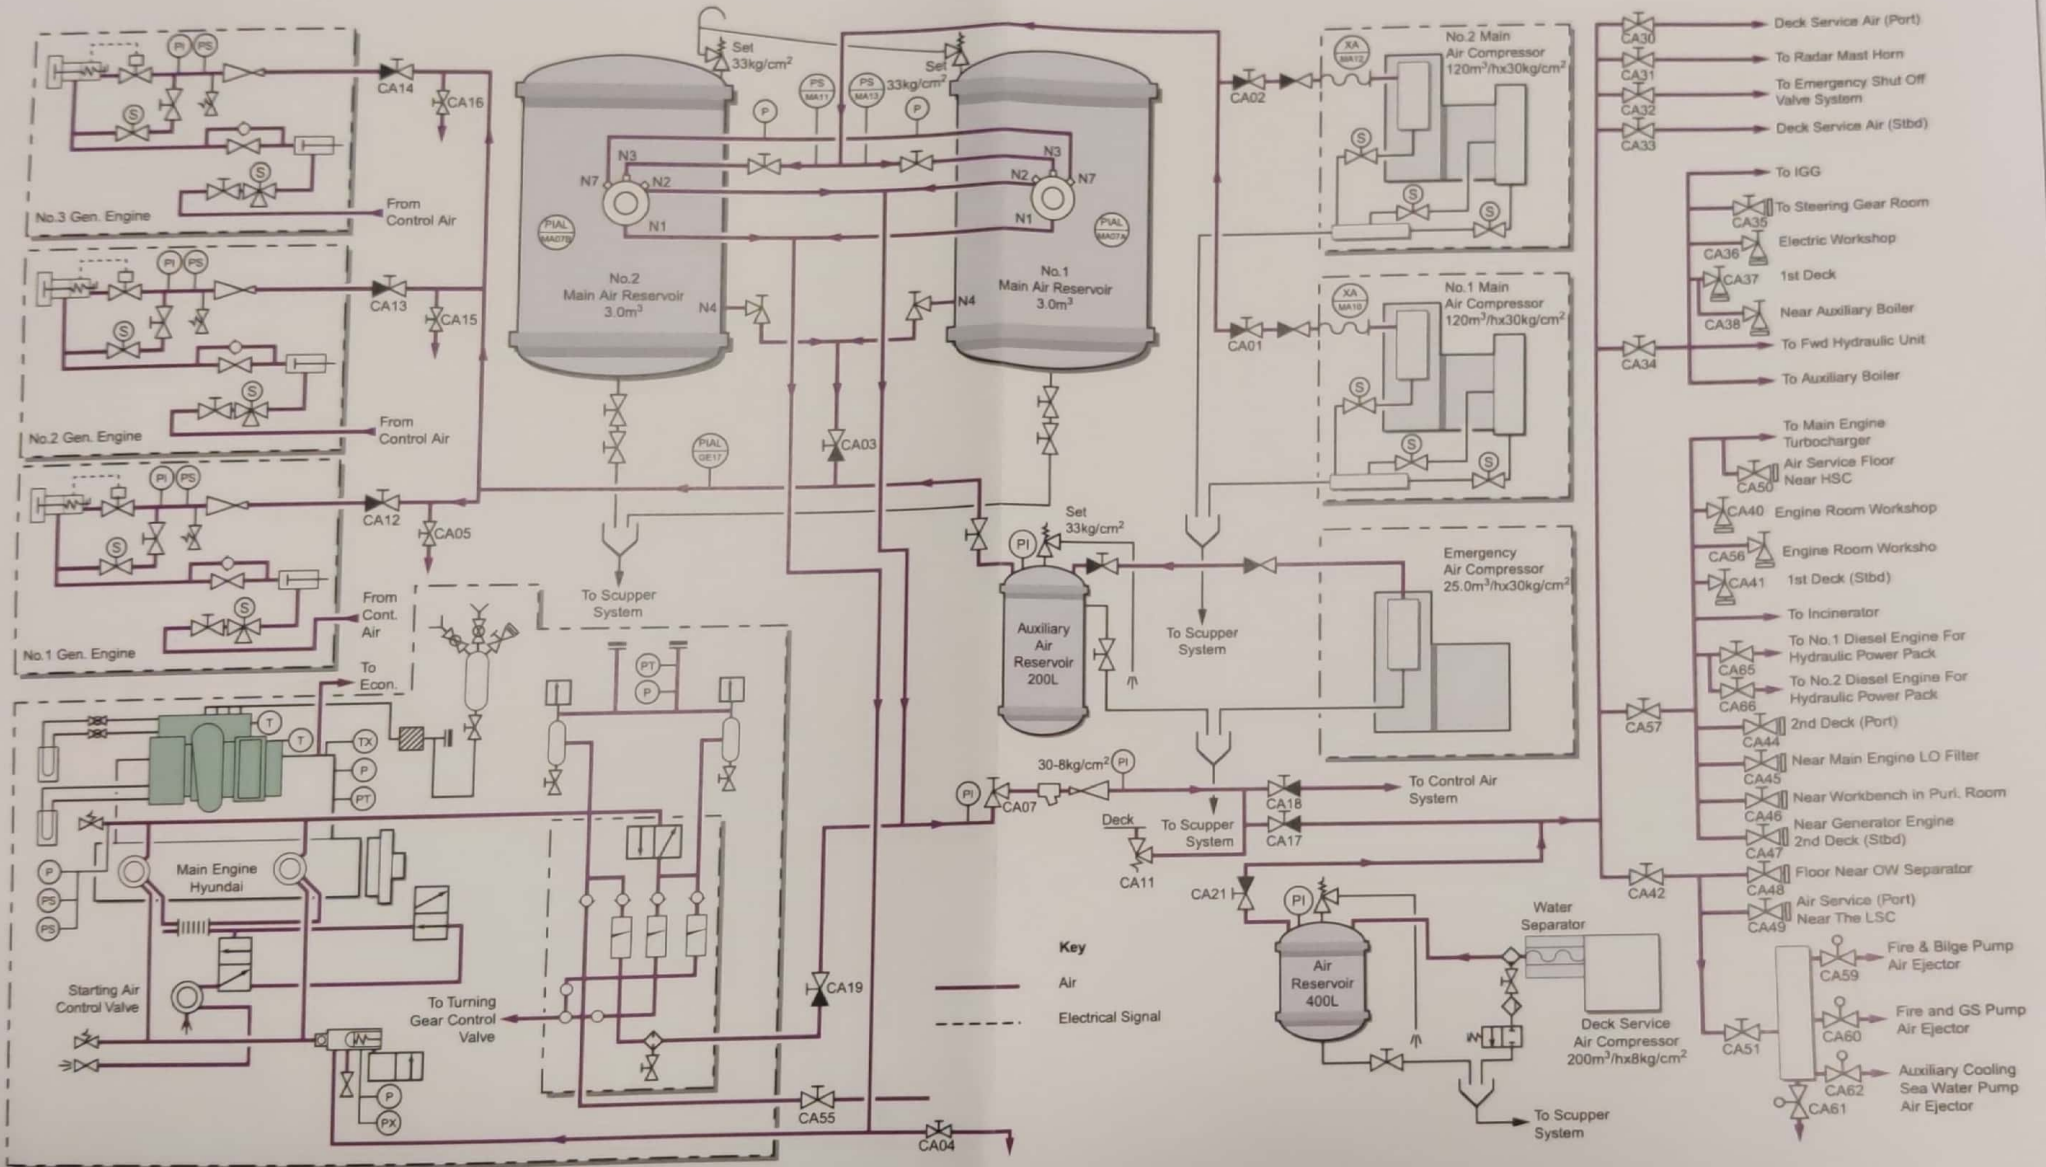 Set
33kg/cm²
PS
MA11
PS
MA13
Set
33kg/cm²
P
P
N3
N7
N2
N1
N4
PIAL
MA07B
No.2
Main Air Reservoir
3.0m³
N3
N2
N7
N1
N4
PIAL
MA07A
No.1
Main Air Reservoir
3.0m³
PI
PS
S
S
No.3 Gen. Engine
CA14
CA16
From
Control Air
PI
PS
S
S
No.2 Gen. Engine
CA13
CA15
From
Control Air
PI
PS
S
S
No.1 Gen. Engine
CA12
CA05
From
Cont.
Air
To
Econ.
PIAL
GE17
CA03
To Scupper
System
CA02
XA
MA12
No.2 Main
Air Compressor
120m³/hx30kg/cm²
S
S
S
CA01
XA
MA10
No.1 Main
Air Compressor
120m³/hx30kg/cm²
S
S
S
To Scupper
System
Set
33kg/cm²
PI
Auxiliary
Air
Reservoir
200L
Emergency
Air Compressor
25.0m³/hx30kg/cm²
To Scupper
System
T
T
TX
P
PT
PT
P
P
PS
PS
Main Engine
Hyundai
Starting Air
Control Valve
P
PX
To Turning
Gear Control
Valve
CA19
CA55
CA04
PI
CA07
30-8kg/cm²
PI
Deck
CA11
CA18
To Control Air
System
CA17
CA21
PI
Air
Reservoir
400L
Water
Separator
Deck Service
Air Compressor
200m³/hx8kg/cm²
To Scupper
System
Key
Air
Electrical Signal
CA30
Deck Service Air (Port)
CA31
To Radar Mast Horn
CA32
To Emergency Shut Off
Valve System
CA33
Deck Service Air (Stbd)
CA34
To IGG
CA35
To Steering Gear Room
CA36
Electric Workshop
CA37
1st Deck
CA38
Near Auxiliary Boiler
To Fwd Hydraulic Unit
To Auxiliary Boiler
CA57
To Main Engine
Turbocharger
CA50
Air Service Floor
Near HSC
CA40
Engine Room Workshop
CA56
Engine Room Worksho
CA41
1st Deck (Stbd)
To Incinerator
CA65
To No.1 Diesel Engine For
Hydraulic Power Pack
CA66
To No.2 Diesel Engine For
Hydraulic Power Pack
CA44
2nd Deck (Port)
CA45
Near Main Engine LO Filter
CA46
Near Workbench in Puri. Room
CA47
Near Generator Engine
2nd Deck (Stbd)
CA42
CA48
Floor Near OW Separator
CA49
Air Service (Port)
Near The LSC
CA51
CA59
Fire & Bilge Pump
Air Ejector
CA60
Fire and GS Pump
Air Ejector
CA62
Auxiliary Cooling
Sea Water Pump
Air Ejector
CA61